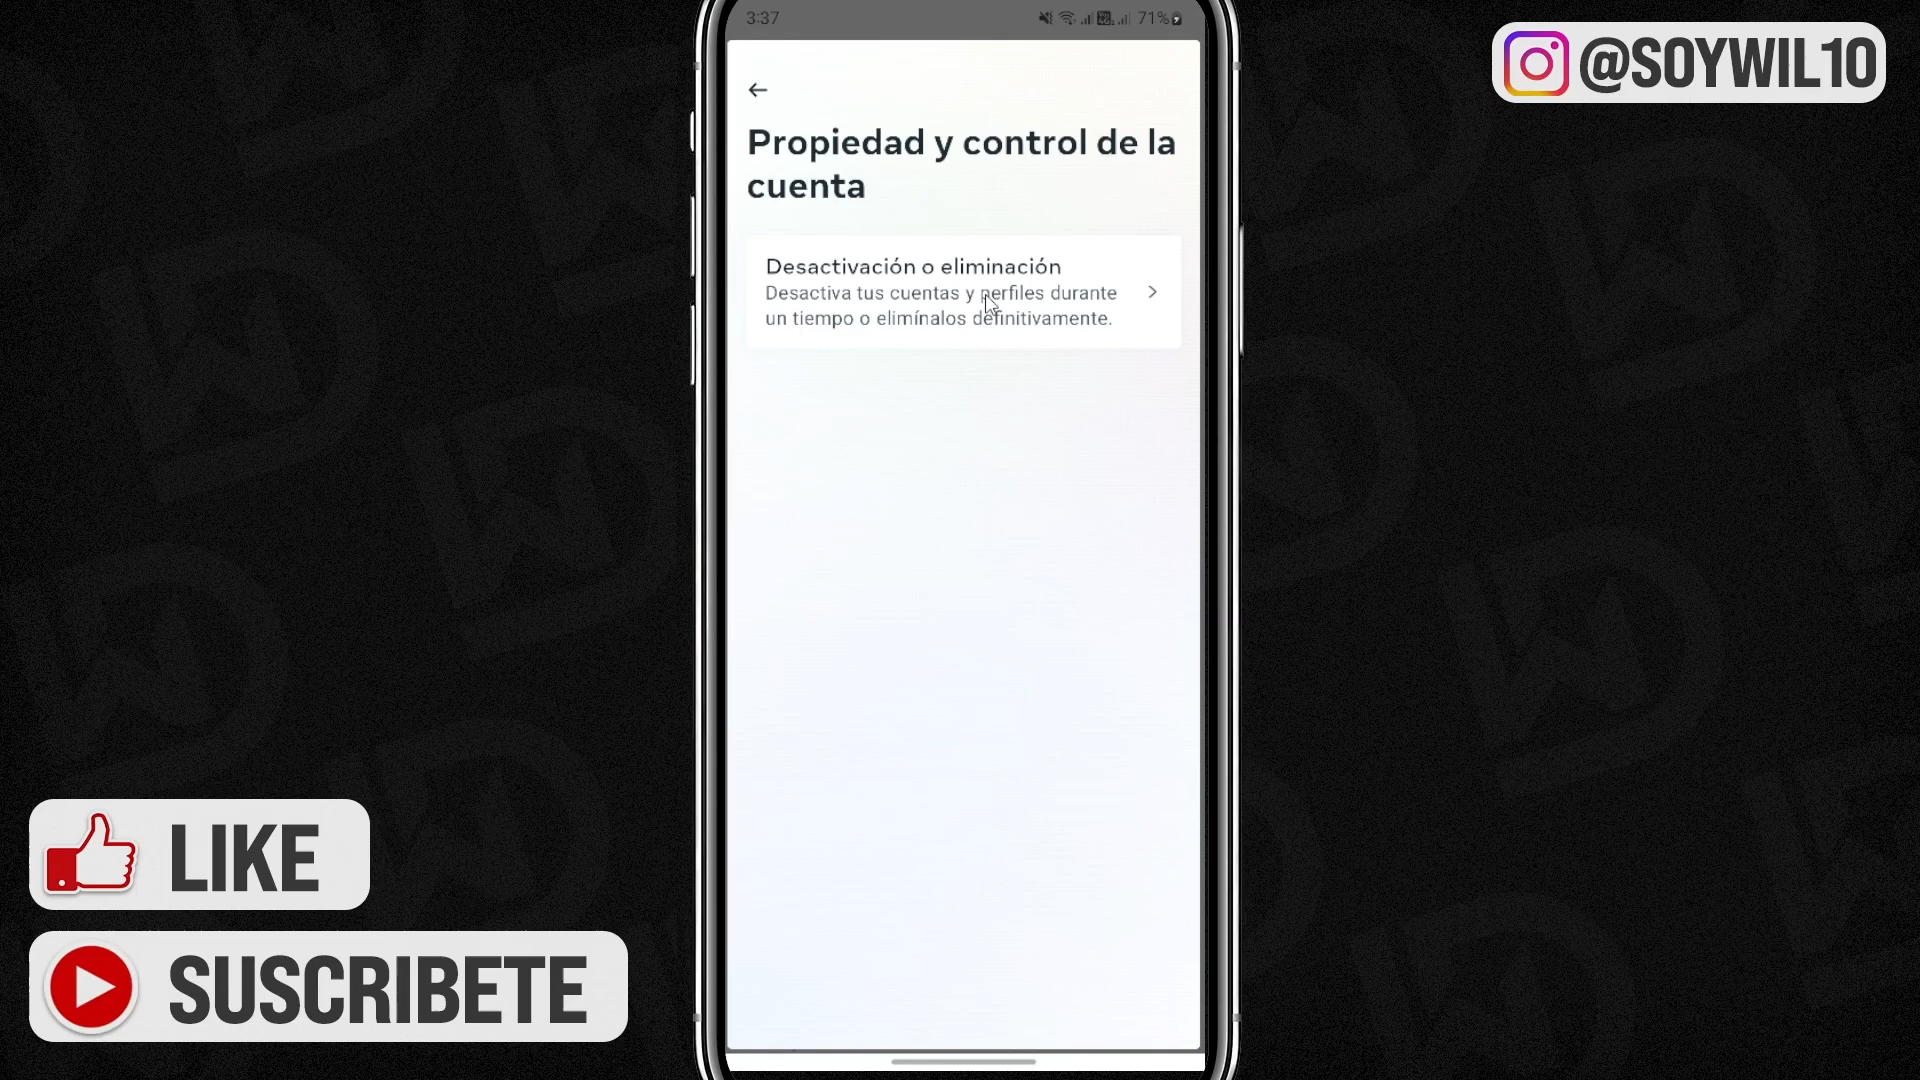 3:37
71%
@SOYWIL10
Propiedad y control de la
cuenta
Desactivación o eliminación
Desactiva tus cuentas y perfiles durante
un tiempo o elimínalos definitivamente.
LIKE
SUSCRIBETE